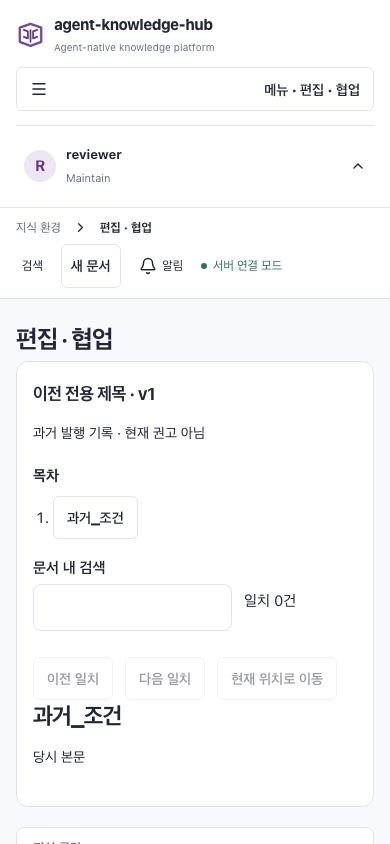 agent-knowledge-hub
Agent-native knowledge platform
메뉴 · 편집 · 협업
R
reviewer
Maintain
지식 환경
편집 · 협업
검색
새 문서
알림
서버 연결 모드
편집 · 협업
이전 전용 제목 · v1
과거 발행 기록 · 현재 권고 아님
목차
1. 과거_조건
문서 내 검색
일치 0건
이전 일치
다음 일치
현재 위치로 이동
과거_조건
당시 본문